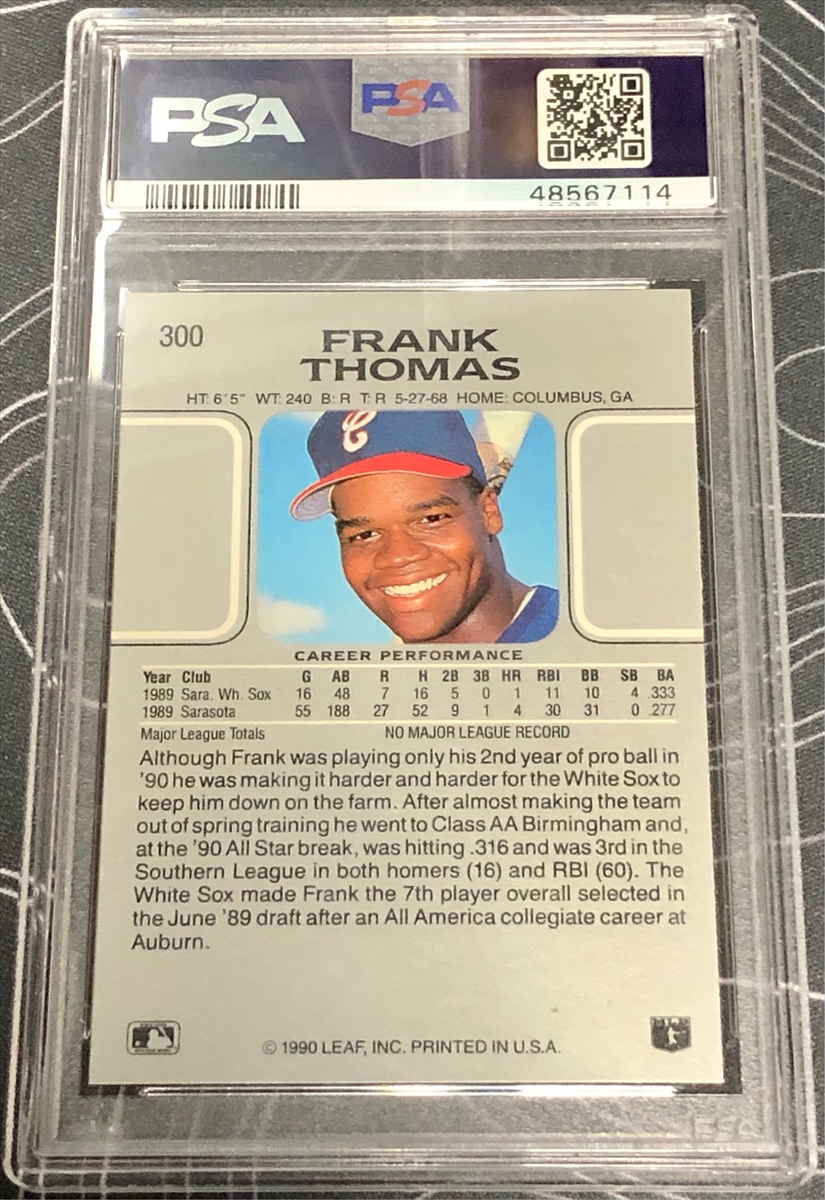 PSA
PSA
48567114
300
FRANK
THOMAS
HT: 6'5" WT: 240 B: R T: R 5-27-68 HOME: COLUMBUS, GA
C
CAREER PERFORMANCE
Year Club G AB R H 2B 3B HR RBI BB SB BA
1989 Sara. Wh. Sox 16 48 7 16 5 0 1 11 10 4 .333
1989 Sarasota 55 188 27 52 9 1 4 30 31 0 .277
Major League Totals NO MAJOR LEAGUE RECORD
Although Frank was playing only his 2nd year of pro ball in
'90 he was making it harder and harder for the White Sox to
keep him down on the farm. After almost making the team
out of spring training he went to Class AA Birmingham and,
at the '90 All Star break, was hitting .316 and was 3rd in the
Southern League in both homers (16) and RBI (60). The
White Sox made Frank the 7th player overall selected in
the June '89 draft after an All America collegiate career at
Auburn.
© 1990 LEAF, INC. PRINTED IN U.S.A.
PSA